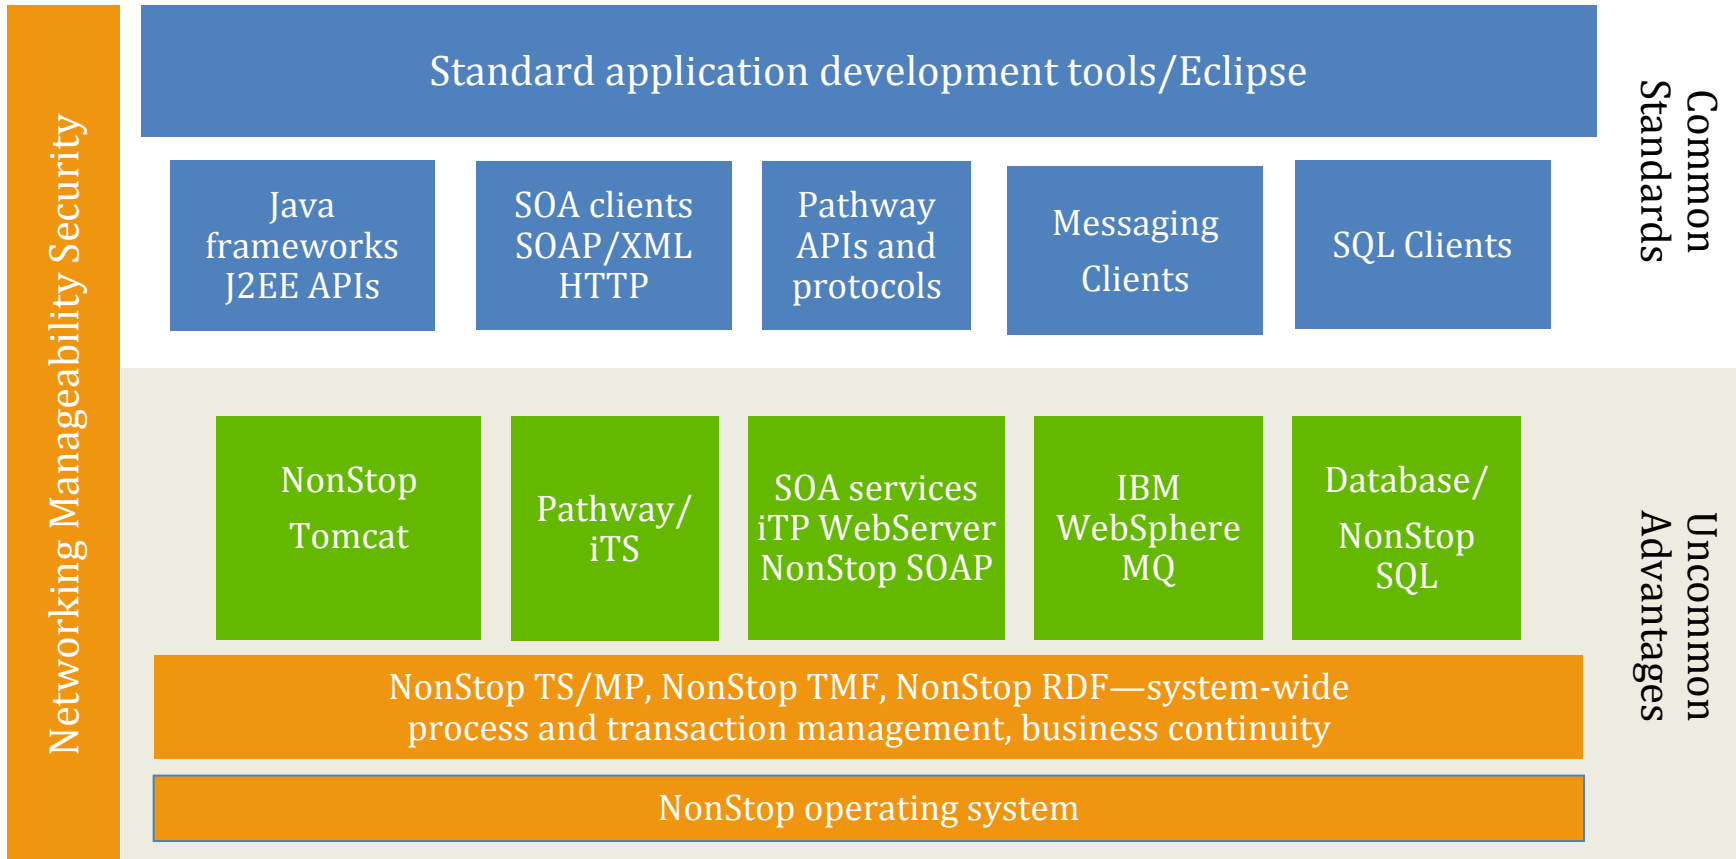 Networking Manageability Security
Standard application development tools/Eclipse
Java
frameworks
J2EE APIs
SOA clients
SOAP/XML
HTTP
Pathway
APIs and
protocols
Messaging
Clients
SQL Clients
Common
Standards
NonStop
Tomcat
Pathway/
iTS
SOA services
iTP WebServer
NonStop SOAP
IBM
WebSphere
MQ
Database/
NonStop
SQL
Uncommon
Advantages
NonStop TS/MP, NonStop TMF, NonStop RDF—system-wide
process and transaction management, business continuity
NonStop operating system